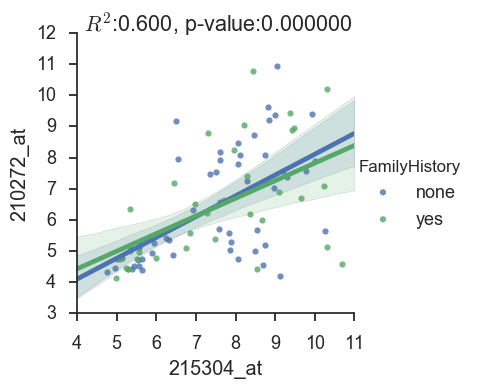 R²:0.600, p-value:0.000000
12
11
10
9
8
7
6
5
4
3
210272_at
4 5 6 7 8 9 10 11
215304_at
FamilyHistory
none
yes